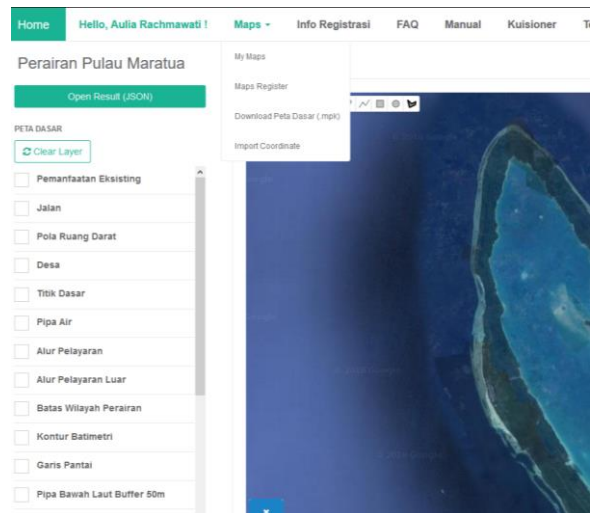 Home Hello, Aulia Rachmawati ! Maps Info Registrasi FAQ Manual Kuisioner
Perairan Pulau Maratua
My Maps
Maps Register
Download Peta Dasar (.mpk)
Import Coordinate
Open Result (JSON)
PETA DASAR
Clear Layer
Pemanfaatan Eksisting
Jalan
Pola Ruang Darat
Desa
Titik Dasar
Pipa Air
Alur Pelayaran
Alur Pelayaran Luar
Batas Wilayah Perairan
Kontur Batimetri
Garis Pantai
Pipa Bawah Laut Buffer 50m